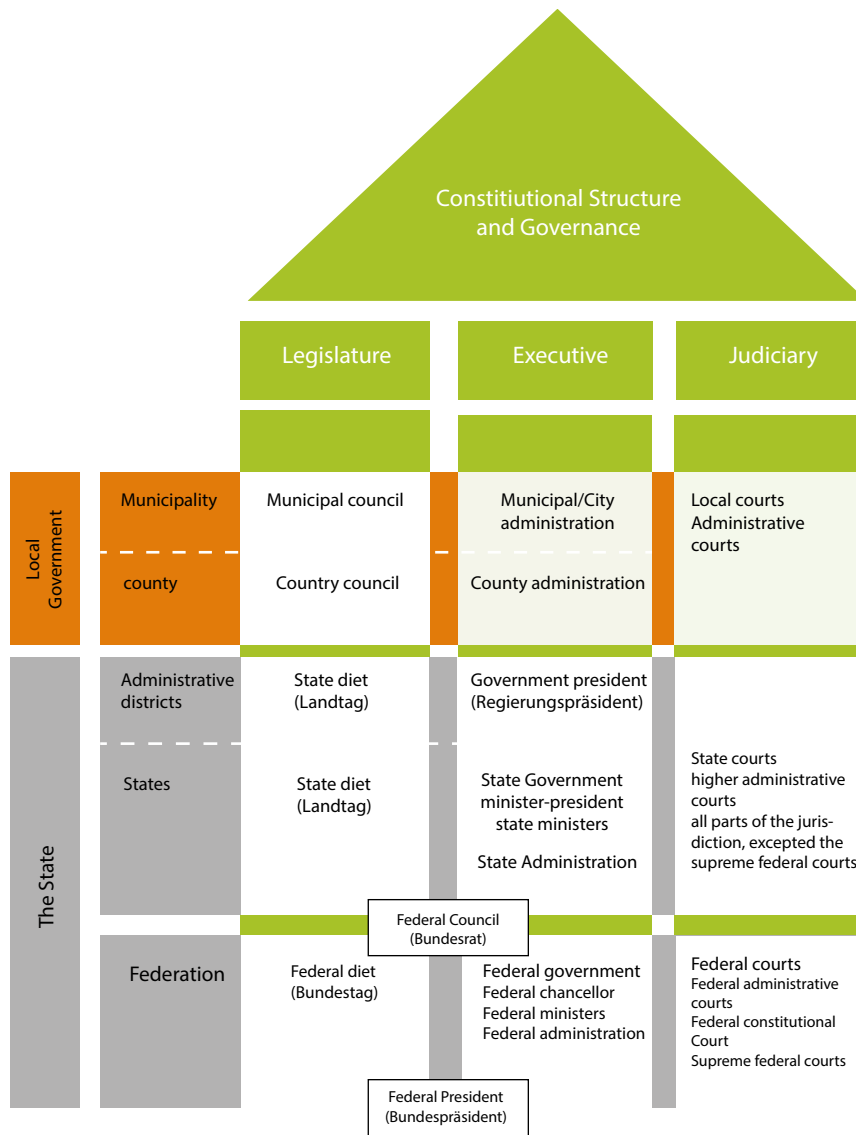 Constitiutional Structure
and Governance
Legislature
Executive
Judiciary
Local
Government
Municipality
Municipal council
Municipal/City
administration
Local courts
Administrative
courts
county
Country council
County administration
The State
Administrative
districts
State diet
(Landtag)
Government president
(Regierungspräsident)
States
State diet
(Landtag)
State Government
minister-president
state ministers
State Administration
State courts
higher administrative
courts
all parts of the juris-
diction, excepted the
supreme federal courts
Federal Council
(Bundesrat)
Federation
Federal diet
(Bundestag)
Federal government
Federal chancellor
Federal ministers
Federal administration
Federal courts
Federal administrative
courts
Federal constitutional
Court
Supreme federal courts
Federal President
(Bundespräsident)